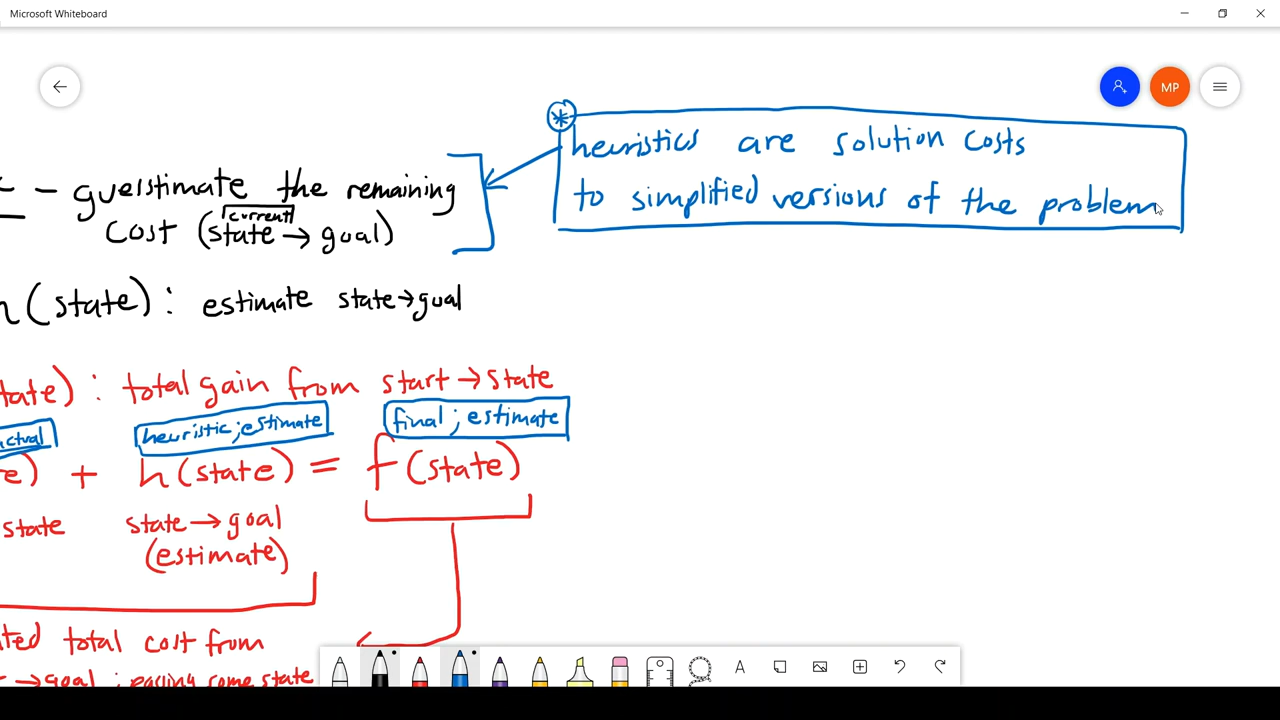 Microsoft Whiteboard
MP
* heuristics are solution costs
to simplified versions of the problem
– guesstimate the remaining
cost (state → goal)
current
h(state): estimate state→goal
tate): total gain from start → state
actual
heuristic; estimate
final; estimate
e) + h(state) = f(state)
state state → goal
(estimate)
ted total cost from
→ goal; passing some state